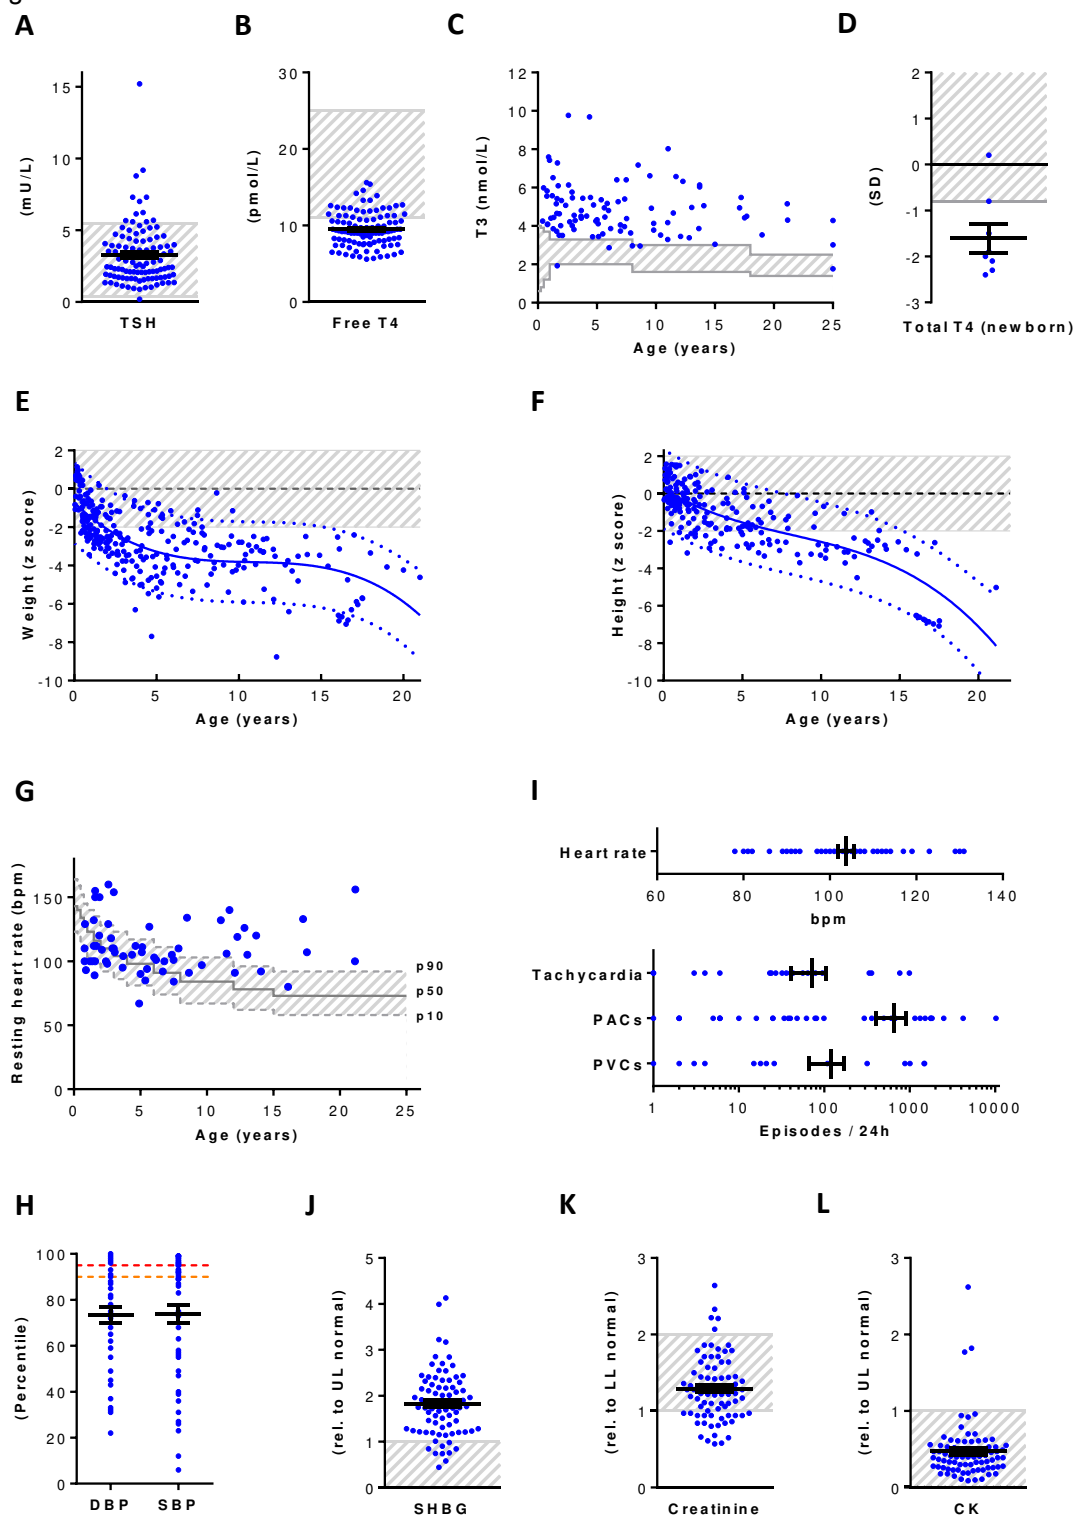 A
B
C
D
(mU/L)
15
10
5
0
TSH
(pmol/L)
30
20
10
0
Free T4
T3 (nmol/L)
12
10
8
6
4
2
0
0 5 10 15 20 25
Age (years)
(SD)
2
1
0
-1
-2
-3
Total T4 (newborn)
E
F
Weight (z score)
2
0
-2
-4
-6
-8
-10
0 5 10 15 20
Age (years)
Height (z score)
2
0
-2
-4
-6
-8
-10
0 5 10 15 20
Age (years)
G
I
Resting heart rate (bpm)
150
100
50
0
p90
p50
p10
0 5 10 15 20 25
Age (years)
Heart rate
60 80 100 120 140
bpm
Tachycardia
PACs
PVCs
1 10 100 1000 10000
Episodes / 24h
H
J
K
L
(Percentile)
100
80
60
40
20
0
DBP SBP
(rel. to UL normal)
5
4
3
2
1
0
SHBG
(rel. to LL normal)
3
2
1
0
Creatinine
(rel. to UL normal)
3
2
1
0
CK